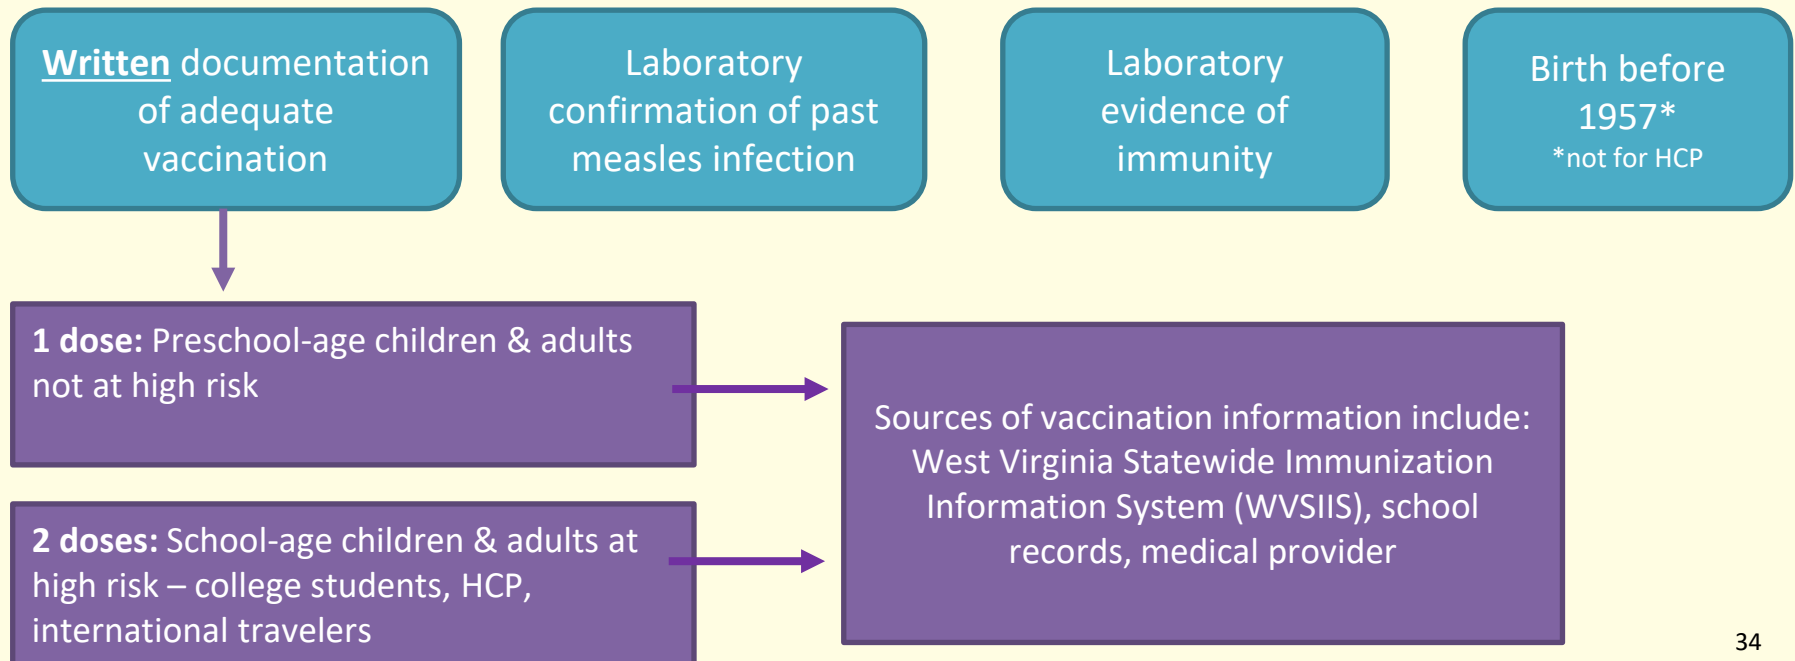 Written documentation
of adequate
vaccination
Laboratory
confirmation of past
measles infection
Laboratory
evidence of
immunity
Birth before
1957*
*not for HCP
1 dose: Preschool-age children & adults
not at high risk
2 doses: School-age children & adults at
high risk – college students, HCP,
international travelers
Sources of vaccination information include:
West Virginia Statewide Immunization
Information System (WVSIIS), school
records, medical provider
34